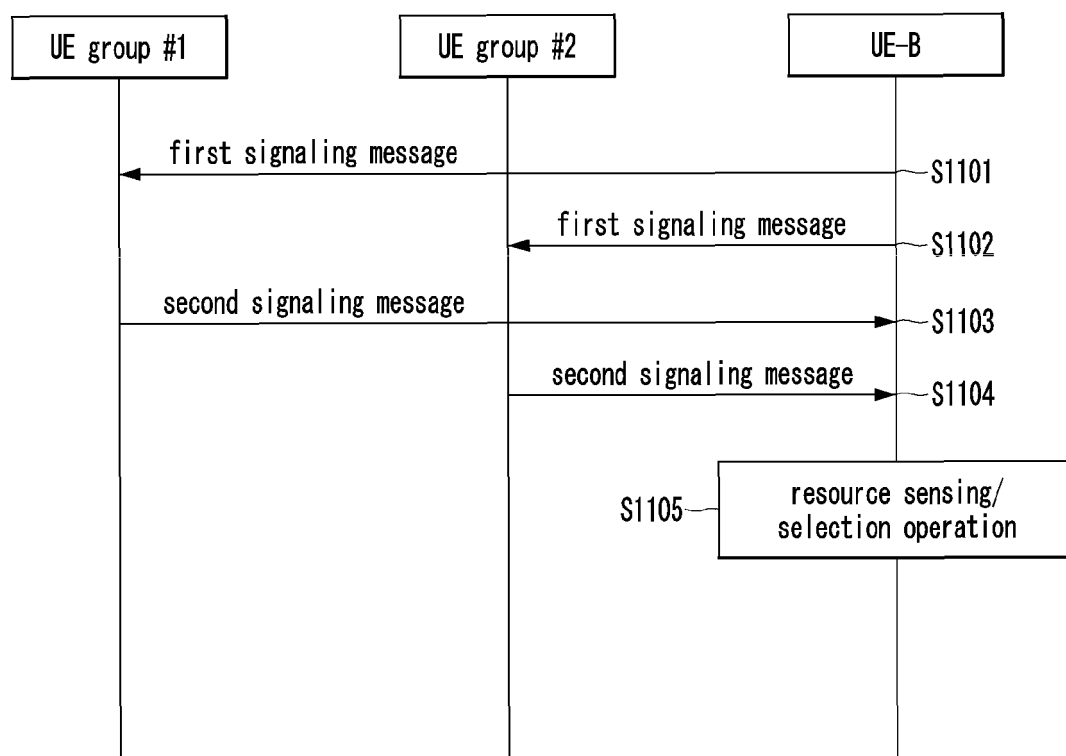 UE group #1
UE group #2
UE-B
first signaling message
S1101
first signaling message
S1102
second signaling message
S1103
second signaling message
S1104
S1105
resource sensing/
selection operation